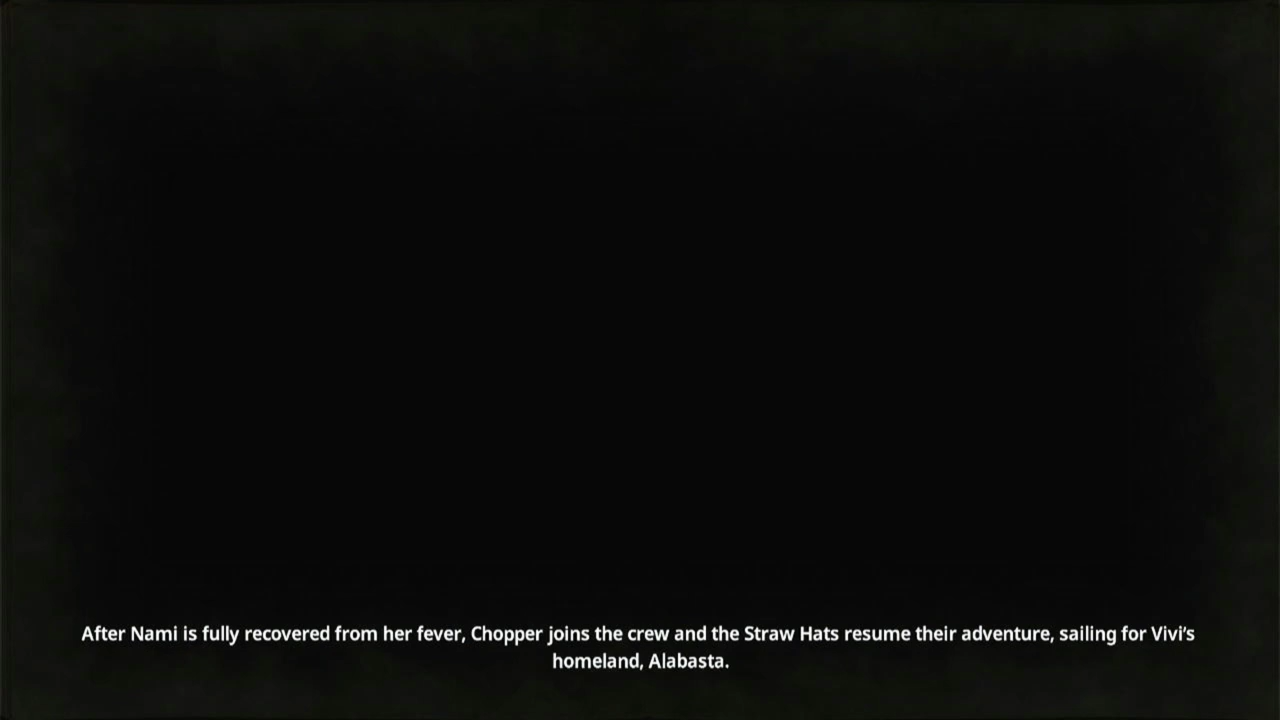 After Nami is fully recovered from her fever, Chopper joins the crew and the Straw Hats resume their adventure, sailing for Vivi’s
homeland, Alabasta.